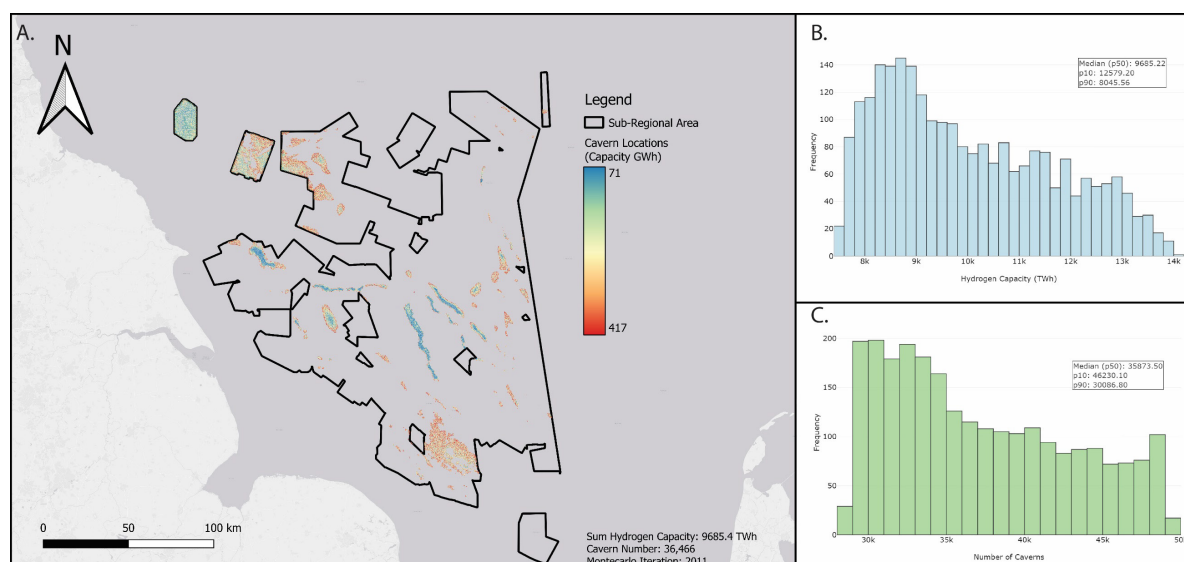 A.
N
Legend
Sub-Regional Area
Cavern Locations
(Capacity GWh)
71
417
0
50
100 km
Sum Hydrogen Capacity: 9685.4 TWh
Cavern Number: 36,466
Montecarlo Iteration: 2011
B.
Median (p50): 9685.22
p10: 12579.20
p90: 8045.56
Frequency
140
120
100
80
60
40
20
0
8k
9k
10k
11k
12k
13k
14k
Hydrogen Capacity (TWh)
C.
Median (p50): 35873.50
p10: 46230.10
p90: 30086.80
Frequency
200
150
100
50
0
30k
35k
40k
45k
Number of Caverns